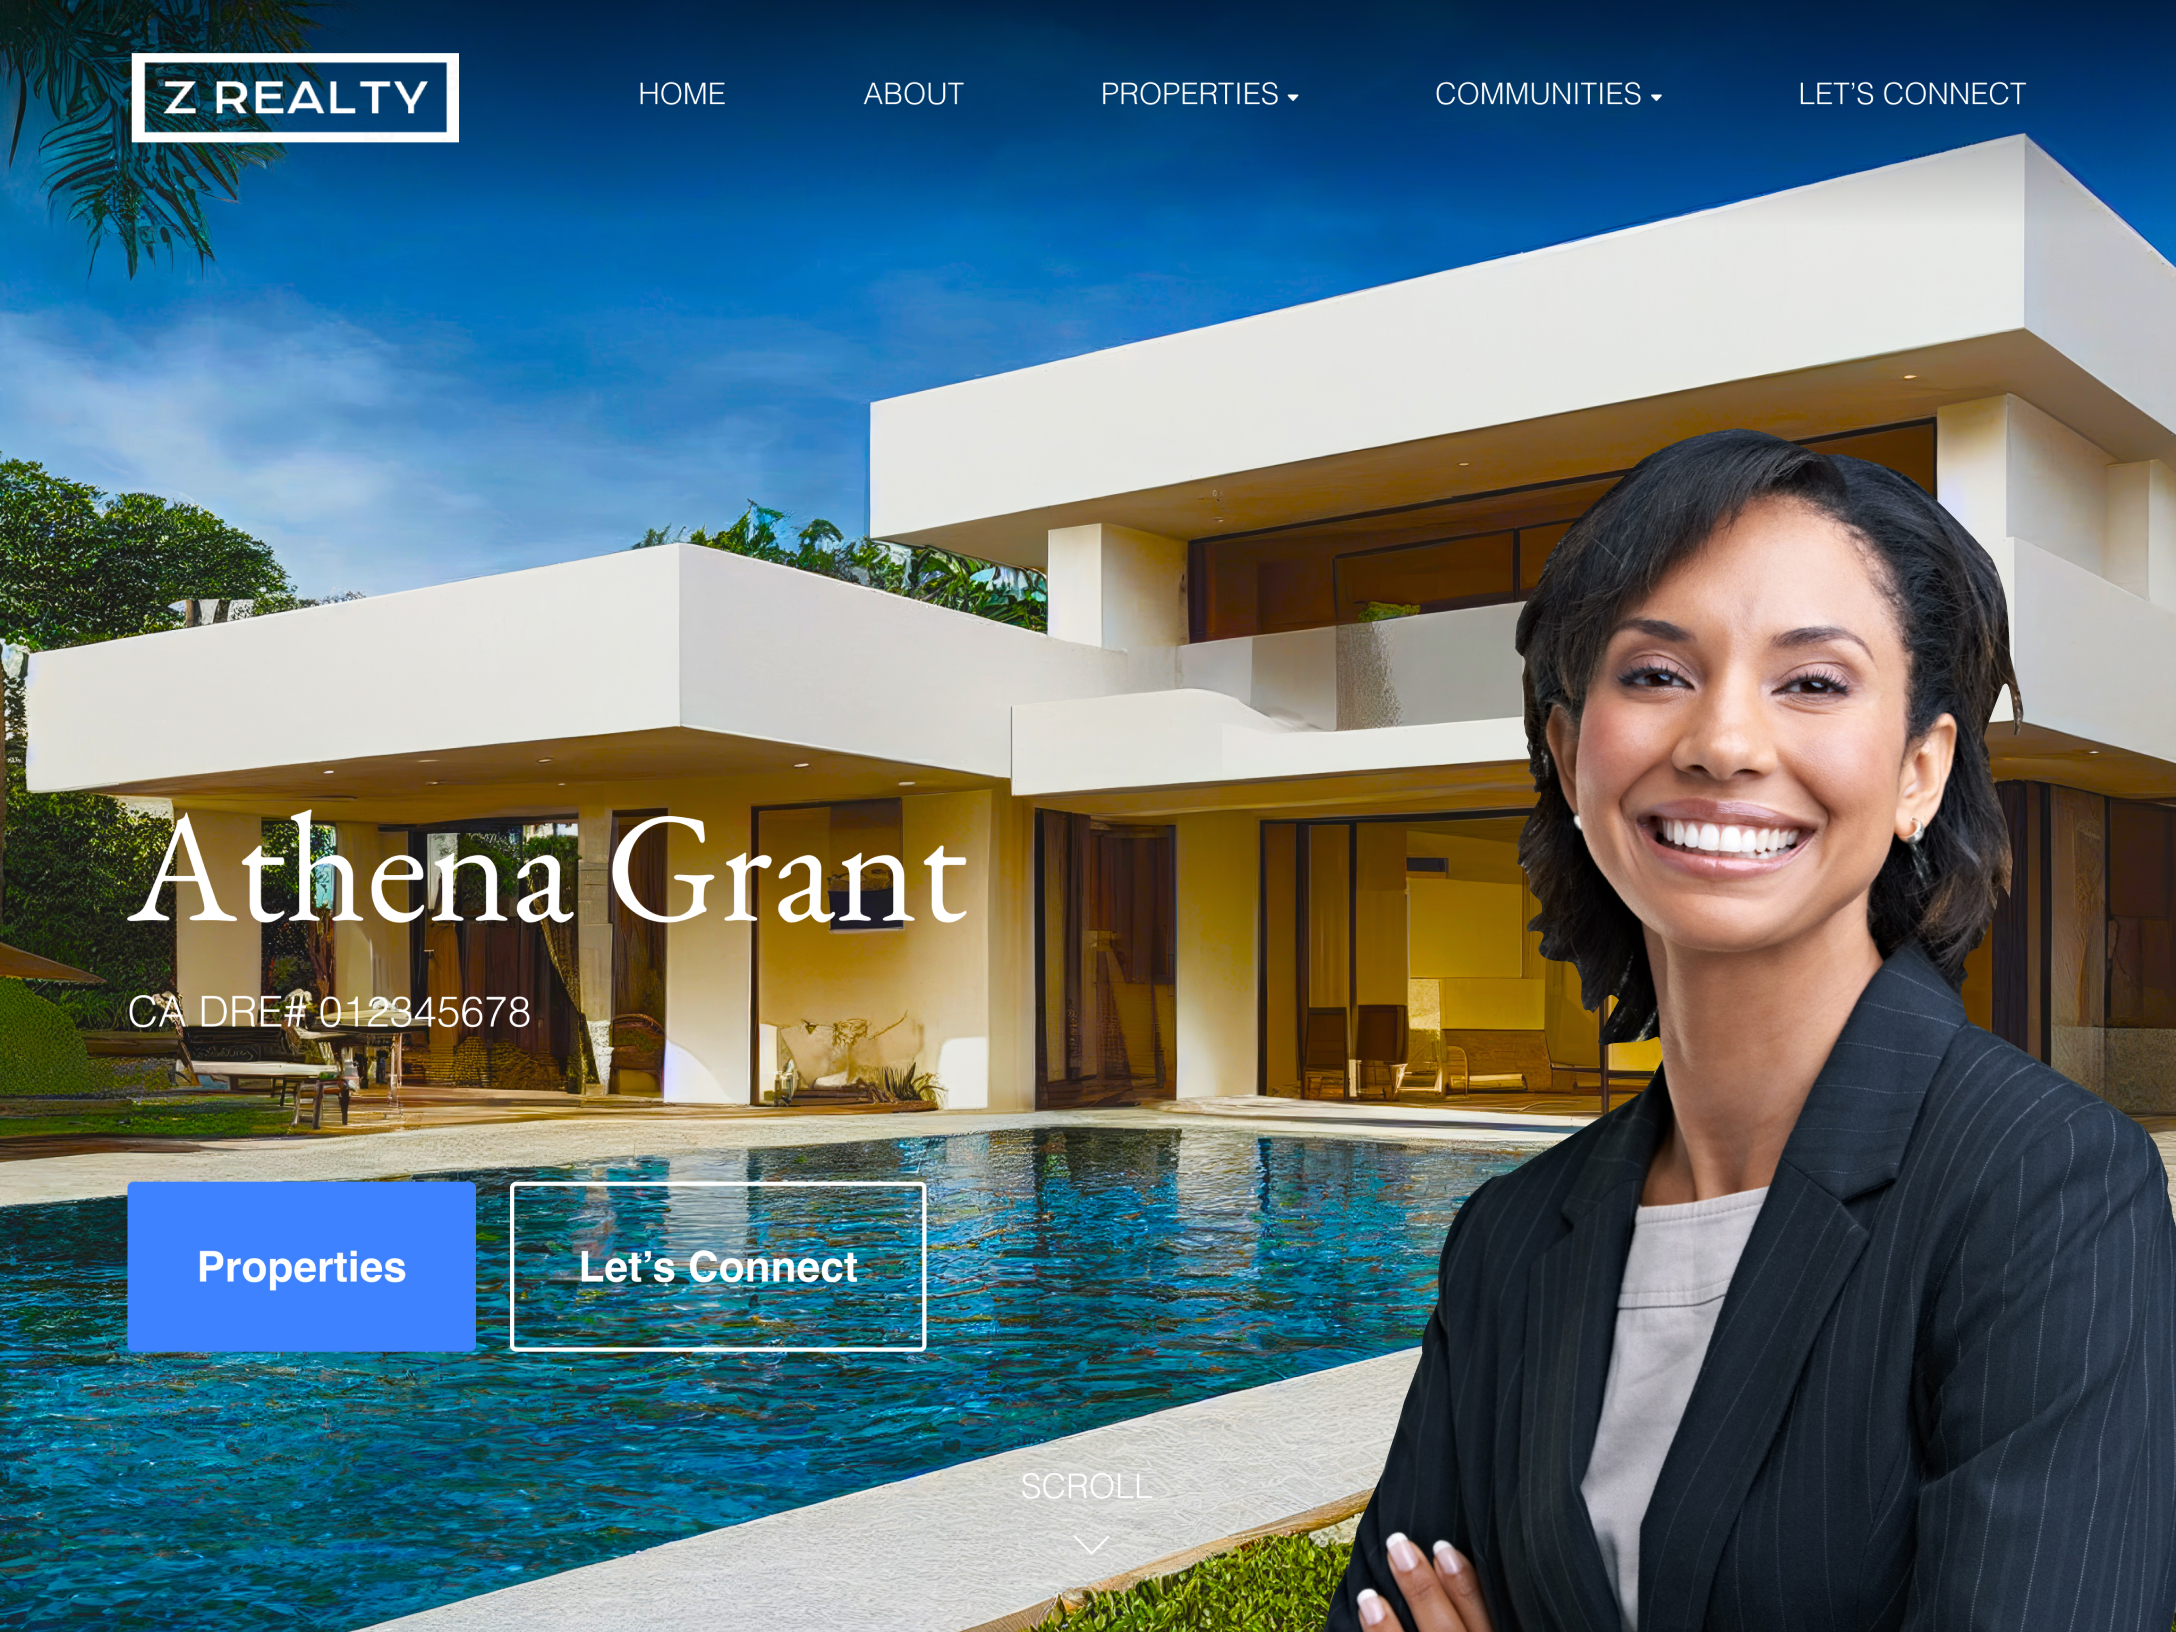 Z REALTY
HOME
ABOUT
PROPERTIES
COMMUNITIES
LET’S CONNECT
Athena Grant
CA DRE# 012345678
Properties
Let’s Connect
SCROLL